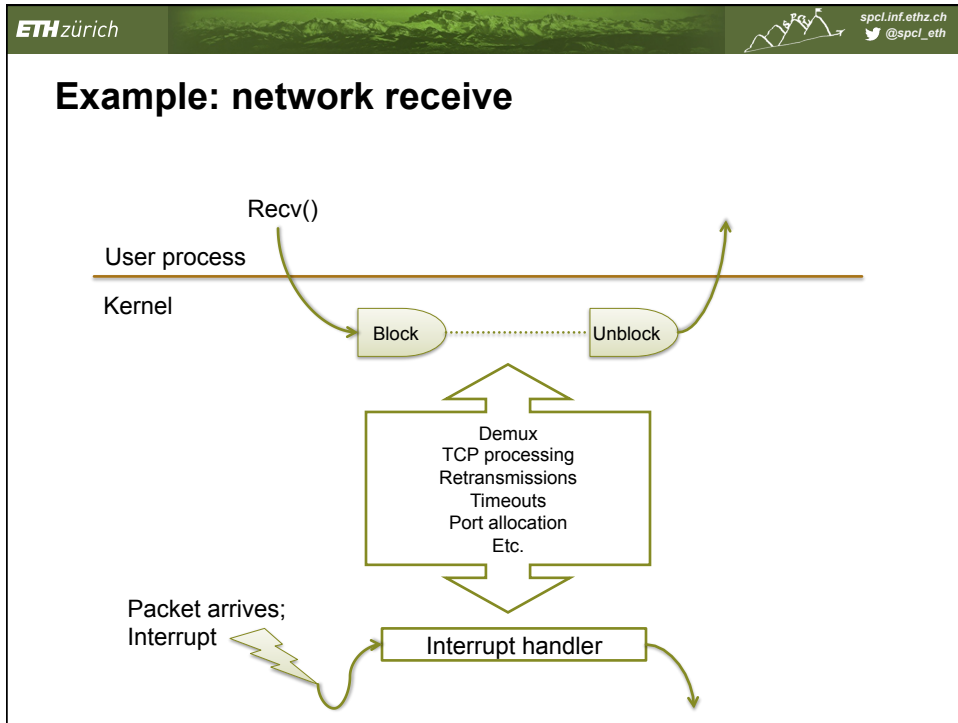 ETH zürich
spcl.inf.ethz.ch
@spcl_eth
Example: network receive
Recv()
User process
Kernel
Block
Unblock
Demux
TCP processing
Retransmissions
Timeouts
Port allocation
Etc.
Packet arrives;
Interrupt
Interrupt handler